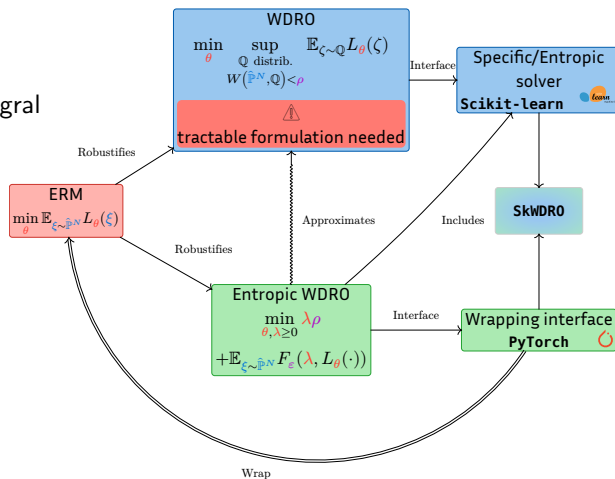 WDRO
min θ sup ℚ distrib. W(ℙ̂^N,ℚ)<ρ 𝔼_{ζ∼ℚ} L_θ(ζ)
⚠
tractable formulation needed
Interface
Specific/Entropic
solver
Scikit-learn
learn
gral
Robustifies
ERM
min θ 𝔼_{ξ∼ℙ̂^N} L_θ(ξ)
Approximates
Includes
SkWDRO
Robustifies
Entropic WDRO
min θ,λ≥0 λρ
+𝔼_{ξ∼ℙ̂^N} F_ε(λ, L_θ(·))
Interface
Wrapping interface
PyTorch
Wrap